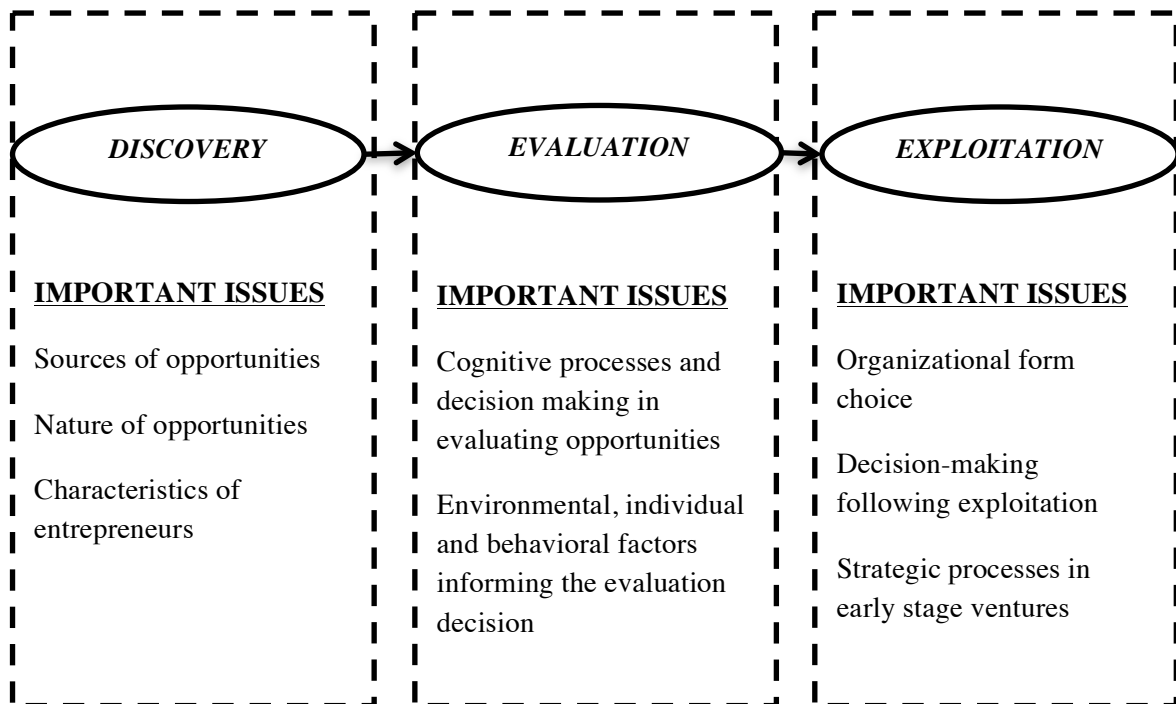 DISCOVERY
IMPORTANT ISSUES
Sources of opportunities
Nature of opportunities
Characteristics of
entrepreneurs
EVALUATION
IMPORTANT ISSUES
Cognitive processes and
decision making in
evaluating opportunities
Environmental, individual
and behavioral factors
informing the evaluation
decision
EXPLOITATION
IMPORTANT ISSUES
Organizational form
choice
Decision-making
following exploitation
Strategic processes in
early stage ventures